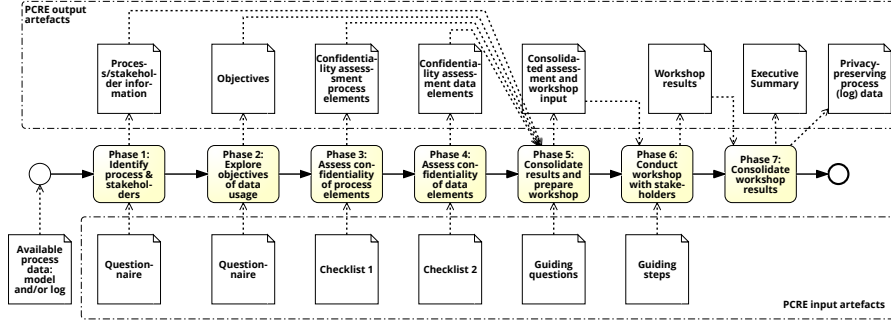 PCRE output
artefacts
Proces-
s/stakehol-
der infor-
mation
Objectives
Confidentia-
lity assess-
sment
process
elements
Confidentia-
lity assess-
ment data
elements
Consolida-
ted assess-
ment and
workshop
input
Workshop
results
Executive
Summary
Privacy-
preserving
process
(log) data
Phase 1:
Identify
process &
stakehol-
ders
Phase 2:
Explore
objectives
of data
usage
Phase 3:
Assess con-
fidentiality
of process
elements
Phase 4:
Assess con-
fidentiality
of data
elements
Phase 5:
Consolidate
results and
prepare
workshop
Phase 6:
Conduct
workshop
with stake-
holders
Phase 7:
Consolidate
workshop
results
Available
process
data:
model
and/or log
Question-
naire
Question-
naire
Checklist 1
Checklist 2
Guiding
questions
Guiding
steps
PCRE input artefacts